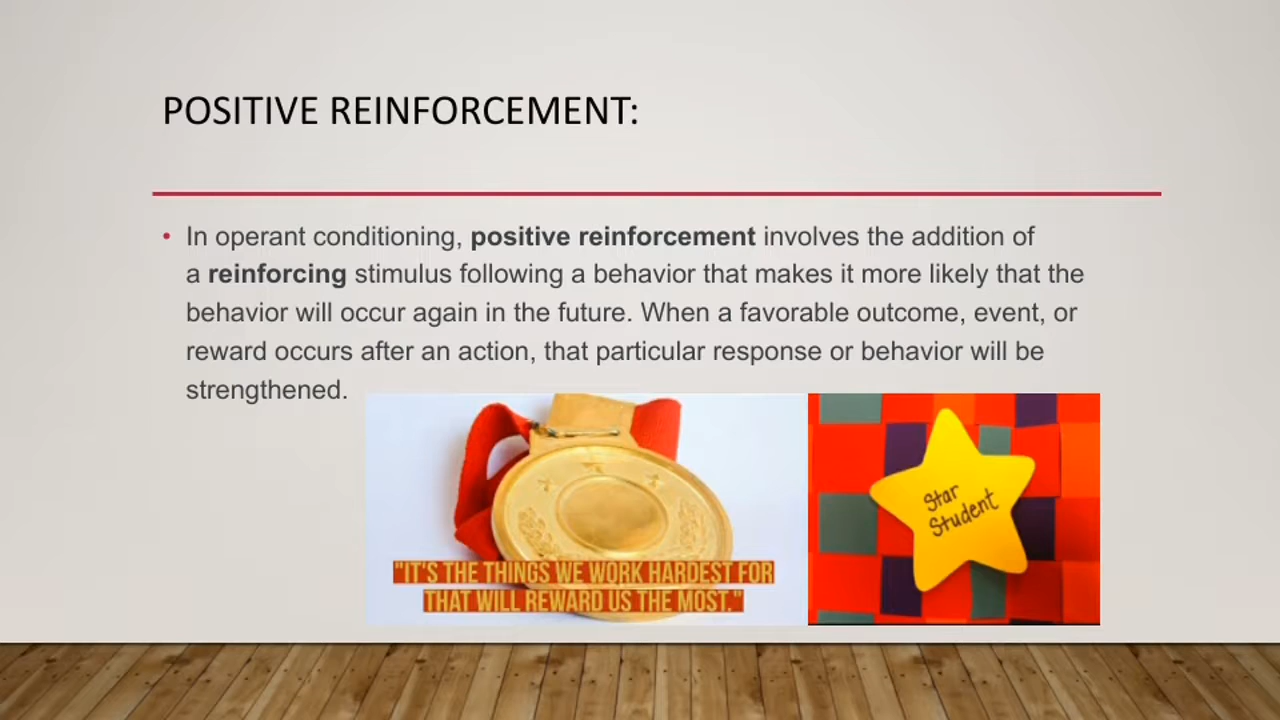 POSITIVE REINFORCEMENT:
• In operant conditioning, positive reinforcement involves the addition of
a reinforcing stimulus following a behavior that makes it more likely that the
behavior will occur again in the future. When a favorable outcome, event, or
reward occurs after an action, that particular response or behavior will be
strengthened.
"IT'S THE THINGS WE WORK HARDEST FOR
THAT WILL REWARD US THE MOST."
Star
Student